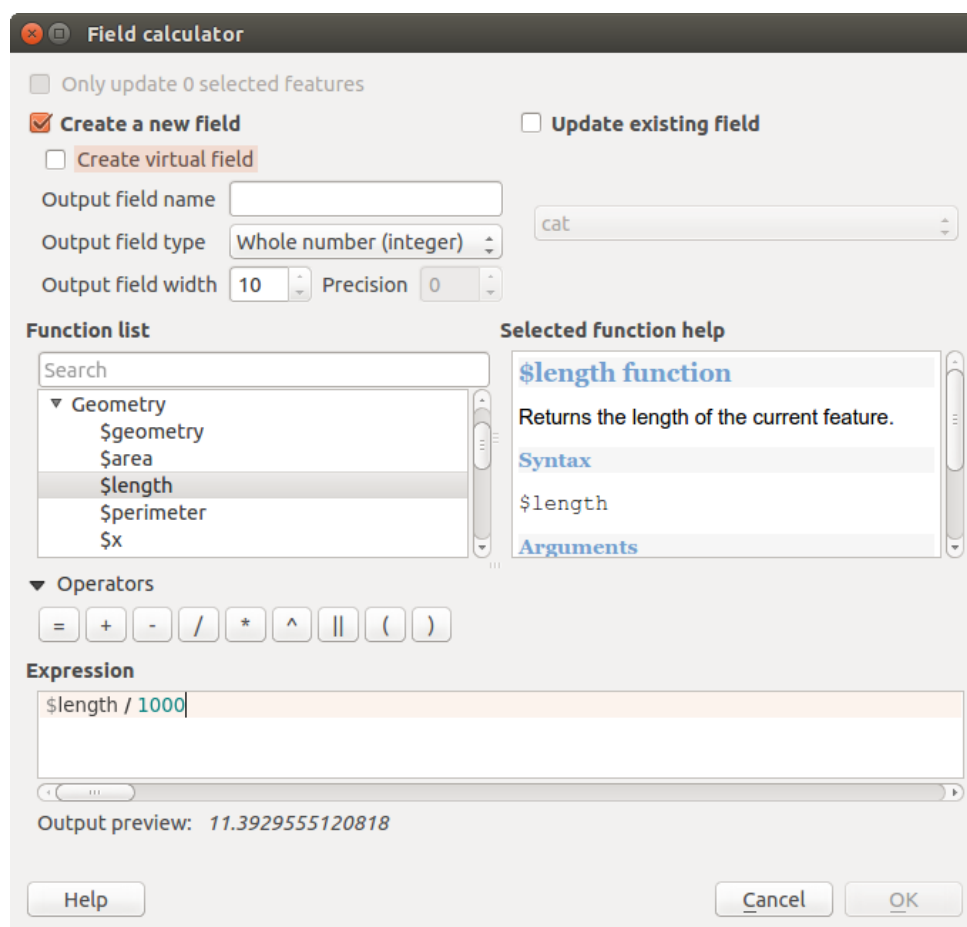 Field calculator
Only update 0 selected features
Create a new field
Update existing field
Create virtual field
Output field name
cat
Output field type Whole number (integer)
Output field width 10 Precision 0
Function list
Selected function help
Search
Geometry
$geometry
$area
$length
$perimeter
$x
$length function
Returns the length of the current feature.
Syntax
$length
Arguments
Operators
= + - / * ^ || ( )
Expression
$length / 1000
Output preview: 11.3929555120818
Help Cancel OK